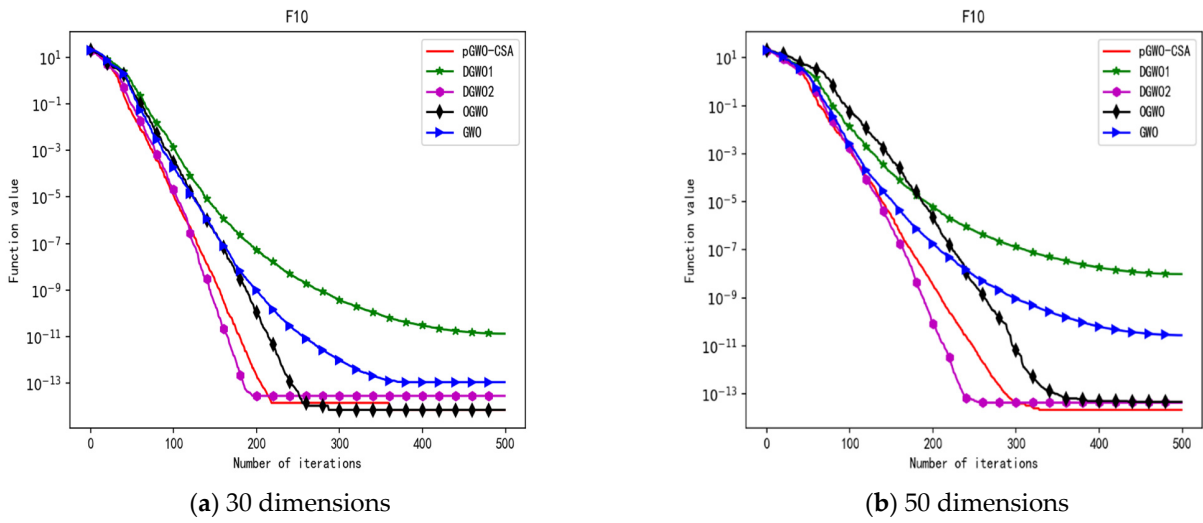 F10
Function value
10^1
10^-1
10^-3
10^-5
10^-7
10^-9
10^-11
10^-13
pGWO-CSA
DGWO1
DGWO2
OGWO
GWO
0 100 200 300 400 500
Number of iterations
(a) 30 dimensions
F10
Function value
10^1
10^-1
10^-3
10^-5
10^-7
10^-9
10^-11
10^-13
pGWO-CSA
DGWO1
DGWO2
OGWO
GWO
0 100 200 300 400 500
Number of iterations
(b) 50 dimensions